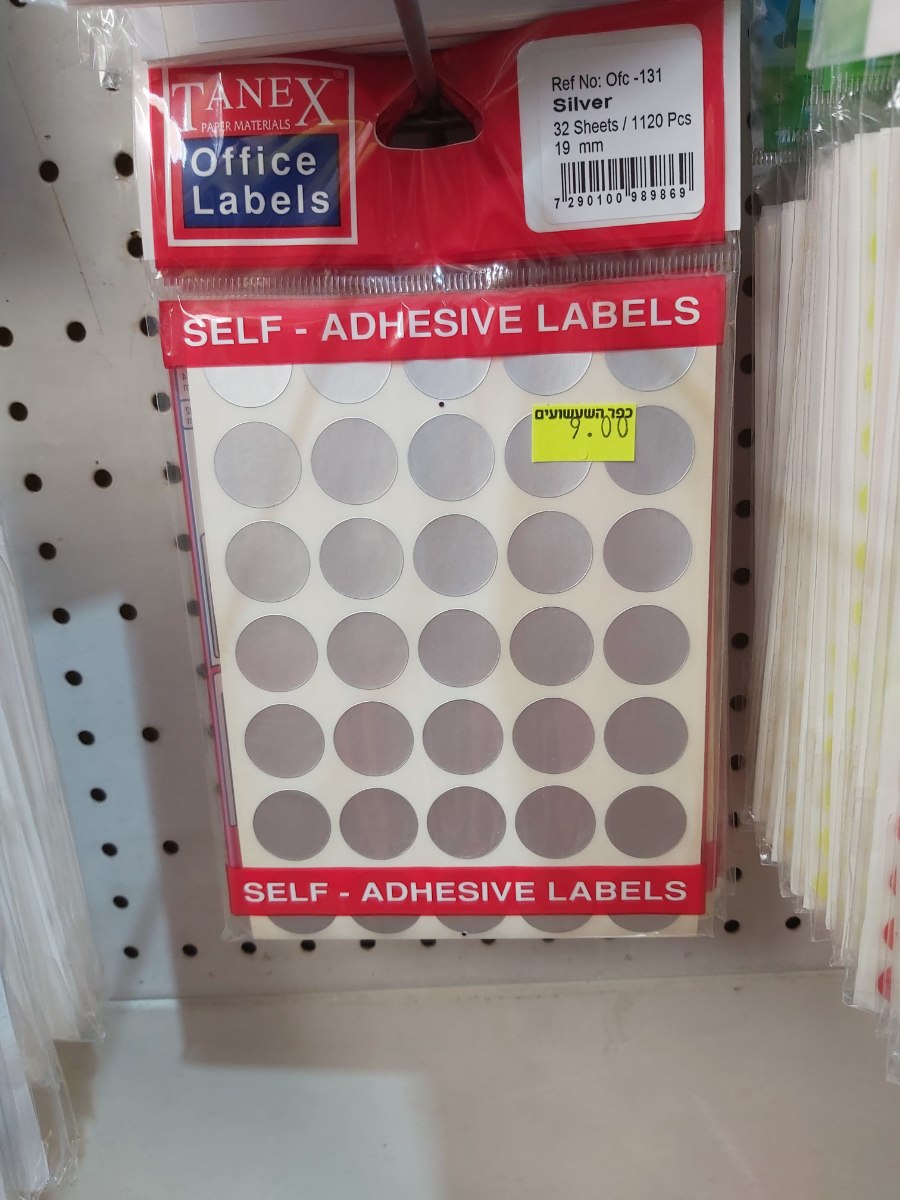 TANEX®
PAPER MATERIALS
Office
Labels
Ref No: Ofc -131
Silver
32 Sheets / 1120 Pcs
19 mm
7 290100 989869
SELF - ADHESIVE LABELS
כפר השעשועים
9.00
SELF - ADHESIVE LABELS